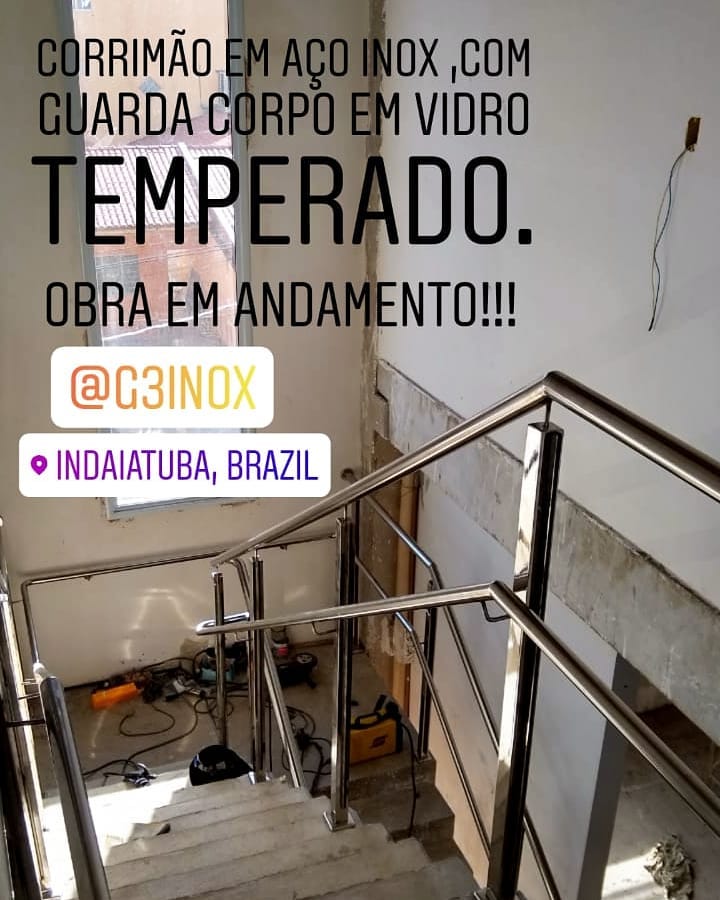 CORRIMÃO EM AÇO INOX ,COM
GUARDA CORPO EM VIDRO
TEMPERADO.
OBRA EM ANDAMENTO!!!
@G3INOX
INDAIATUBA, BRAZIL